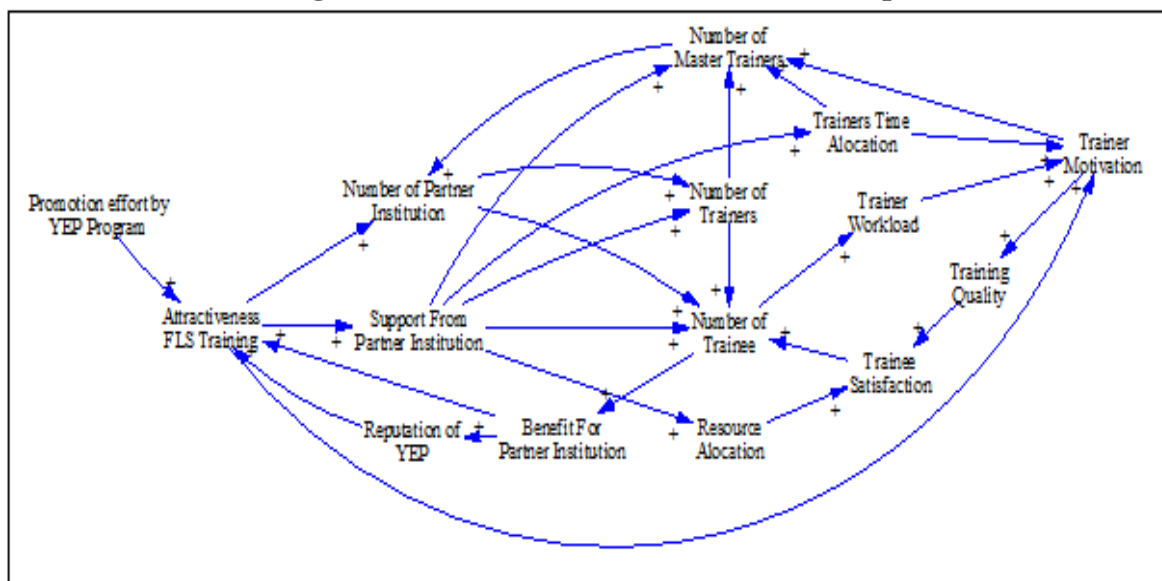 Number of
Master Trainers
Trainers Time
Alocation
Trainer
Motivation
Number of Partner
Institution
Number of
Trainers
Promotion effort by
YEP Program
Trainer
Workload
Training
Quality
Attractiveness
FLS Training
Support From
Partner Institution
Number of
Trainee
Trainee
Satisfaction
Reputation of
YEP
Benefit For
Partner Institution
Resource
Alocation